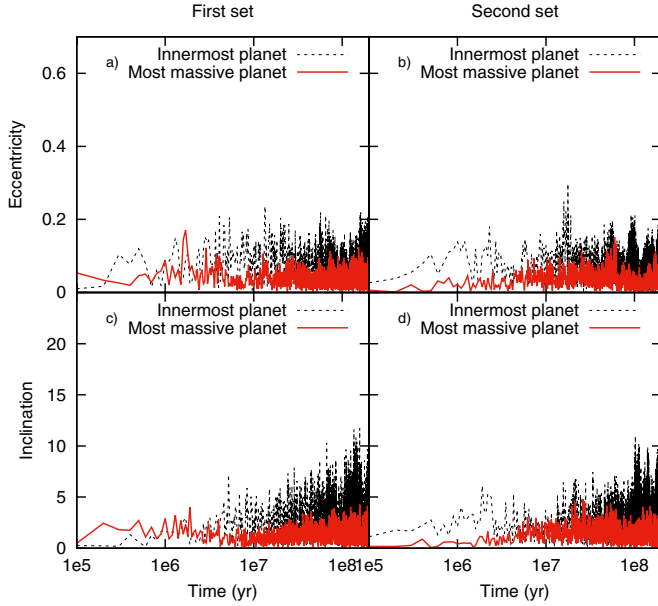 First set Second set
a) Innermost planet
Most massive planet
b) Innermost planet
Most massive planet
Eccentricity
0.6
0.4
0.2
0
c) Innermost planet
Most massive planet
d) Innermost planet
Most massive planet
Inclination
20
15
10
5
0
1e5 1e6 1e7 1e8 1e5 1e6 1e7 1e8
Time (yr) Time (yr)